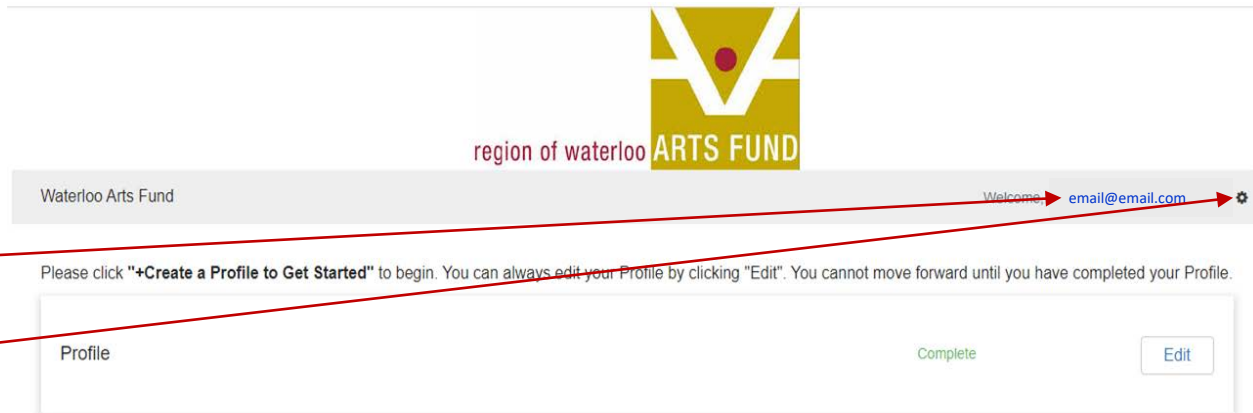 region of waterloo ARTS FUND
Waterloo Arts Fund Welcome, email@email.com
Please click "+Create a Profile to Get Started" to begin. You can always edit your Profile by clicking "Edit". You cannot move forward until you have completed your Profile.
Profile Complete Edit